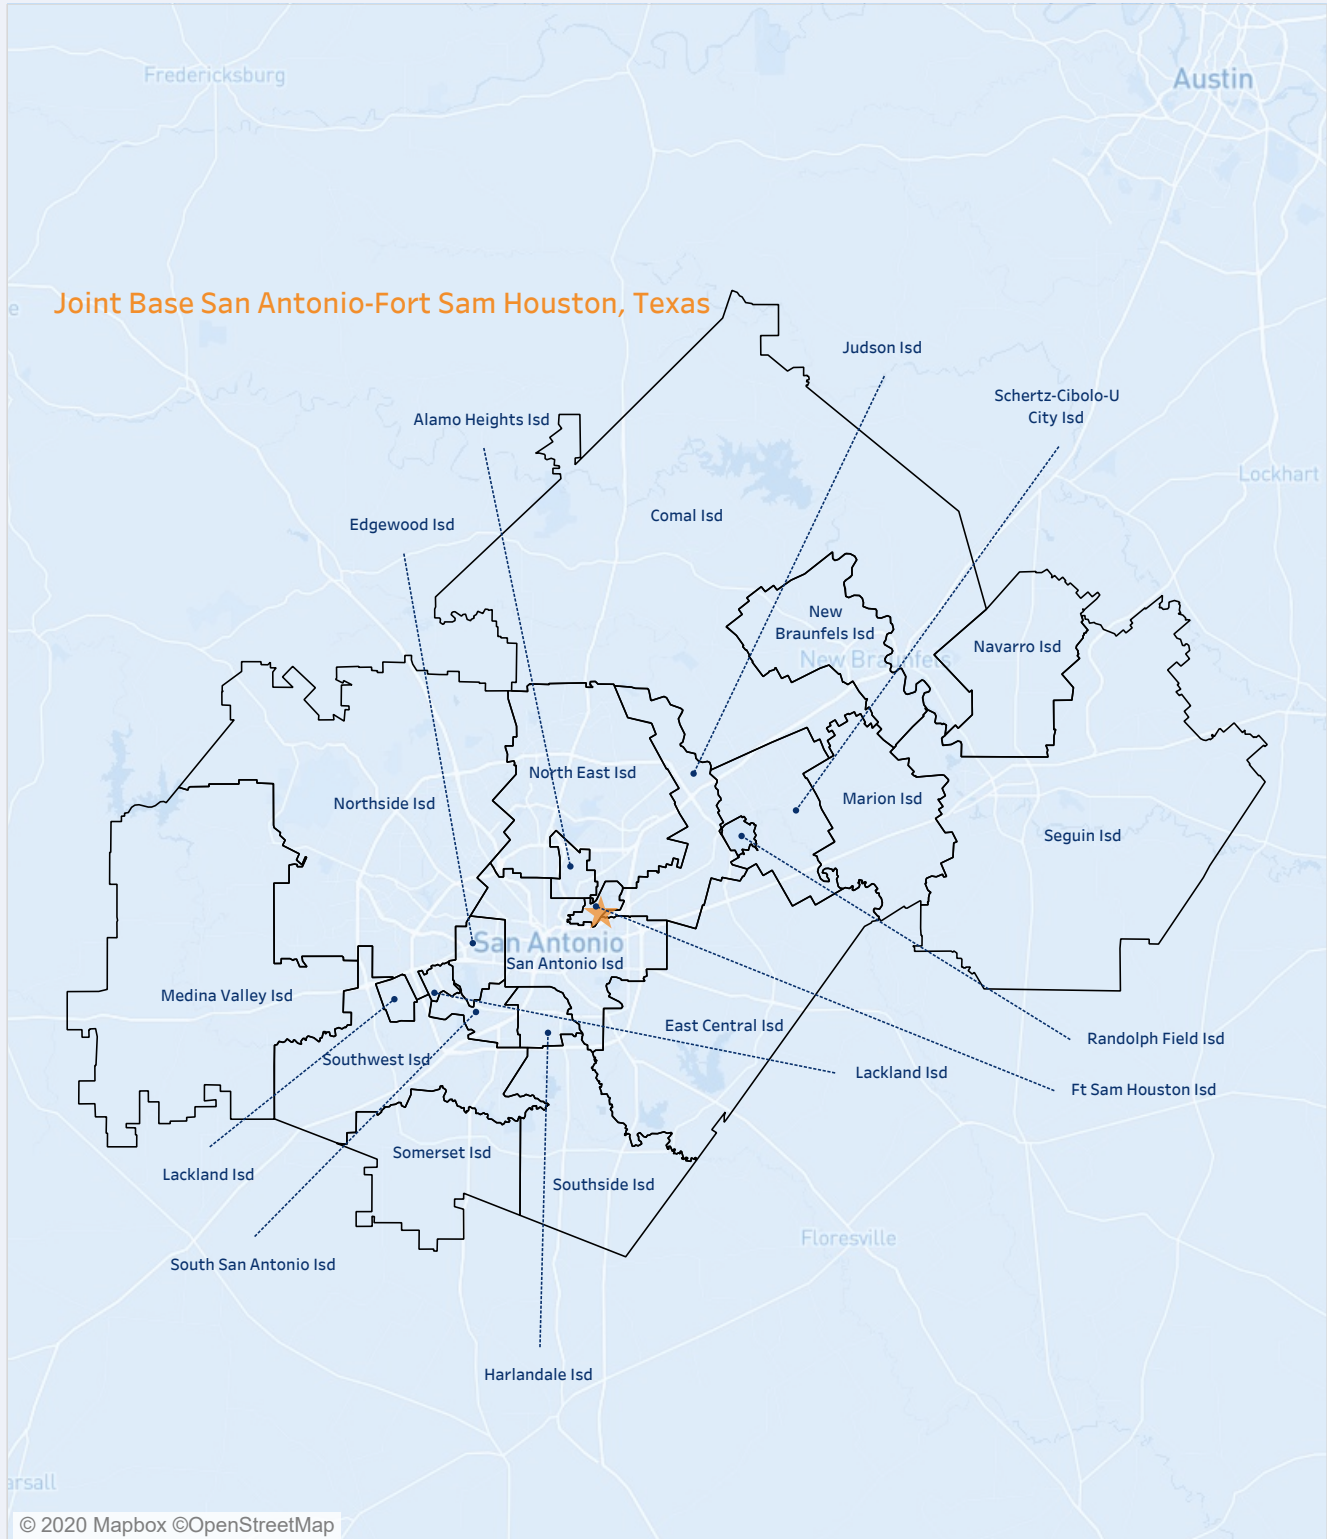 Fredericksburg
Austin
e
Joint Base San Antonio-Fort Sam Houston, Texas
Judson Isd
Schertz-Cibolo-U
City Isd
Alamo Heights Isd
Lockhart
Comal Isd
Edgewood Isd
New
Braunfels Isd
Navarro Isd
New Braunfels
North East Isd
Northside Isd
Marion Isd
Seguin Isd
San Antonio
San Antonio Isd
Medina Valley Isd
East Central Isd
Randolph Field Isd
Southwest Isd
Lackland Isd
Ft Sam Houston Isd
Somerset Isd
Lackland Isd
Southside Isd
Floresville
South San Antonio Isd
Harlandale Isd
arsall
© 2020 Mapbox ©OpenStreetMap